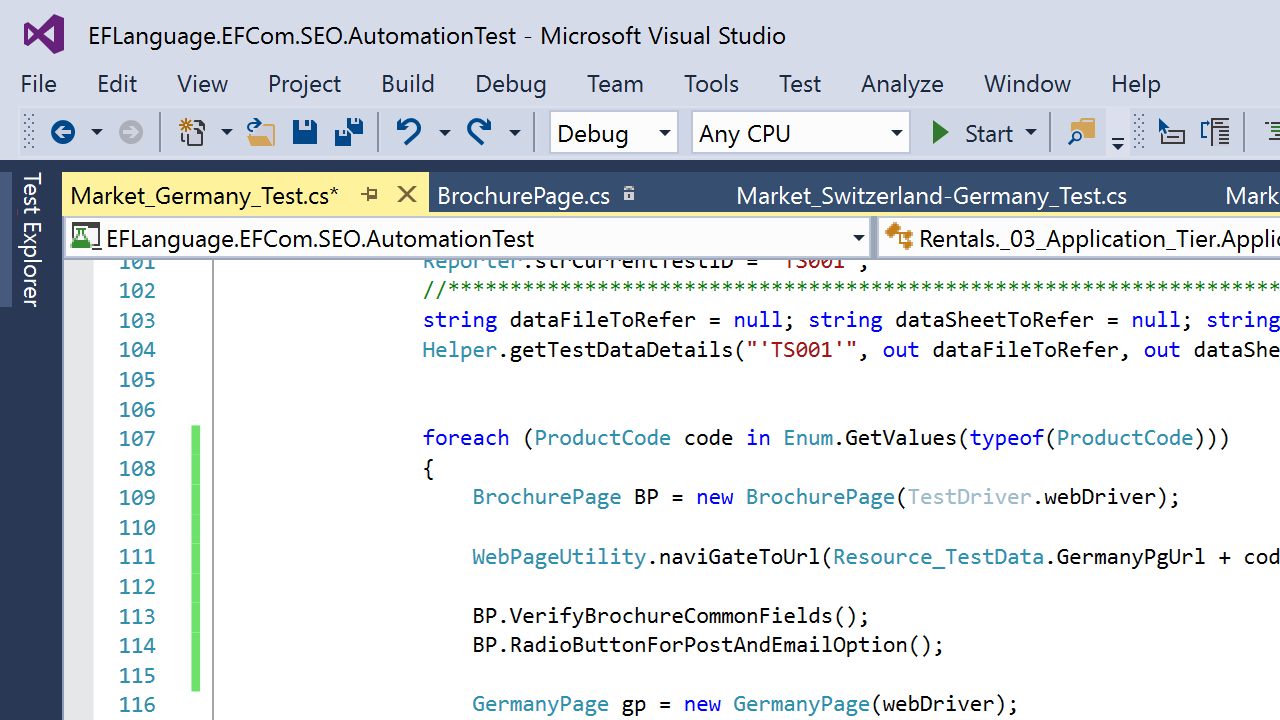 EFLanguage.EFCom.SEO.AutomationTest - Microsoft Visual Studio
File Edit View Project Build Debug Team Tools Test Analyze Window Help
Debug Any CPU Start
Test Explorer
Market_Germany_Test.cs* BrochurePage.cs Market_Switzerland-Germany_Test.cs Mark
EFLanguage.EFCom.SEO.AutomationTest Rentals._03_Application_Tier.Applic
101 Reporter.strCurrentTestID = "TS001";
102 //*******************************************************************
103 string dataFileToRefer = null; string dataSheetToRefer = null; string
104 Helper.getTestDataDetails("'TS001'", out dataFileToRefer, out dataShe
105
106
107 foreach (ProductCode code in Enum.GetValues(typeof(ProductCode)))
108 {
109 BrochurePage BP = new BrochurePage(TestDriver.webDriver);
110
111 WebPageUtility.naviGateToUrl(Resource_TestData.GermanyPgUrl + cod
112
113 BP.VerifyBrochureCommonFields();
114 BP.RadioButtonForPostAndEmailOption();
115
116 GermanyPage gp = new GermanyPage(webDriver);